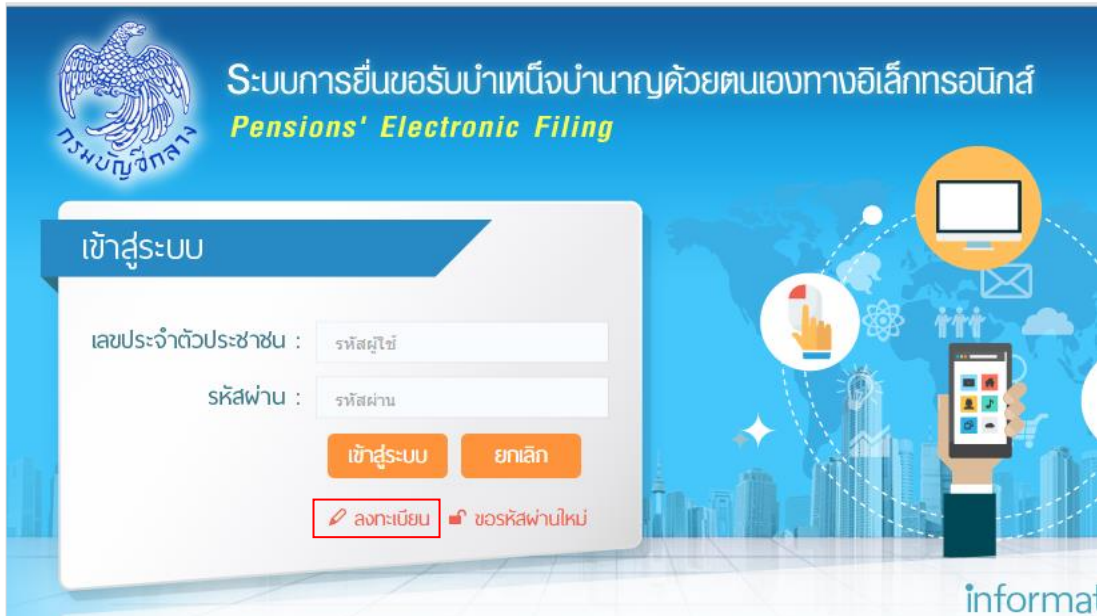 กรมบัญชีกลาง
ระบบการยื่นขอรับบำเหน็จบำนาญด้วยตนเองทางอิเล็กทรอนิกส์
Pensions' Electronic Filing
เข้าสู่ระบบ
เลขประจำตัวประชาชน : รหัสผู้ใช้
รหัสผ่าน : รหัสผ่าน
เข้าสู่ระบบ ยกเลิก
ลงทะเบียน ขอรหัสผ่านใหม่
informat